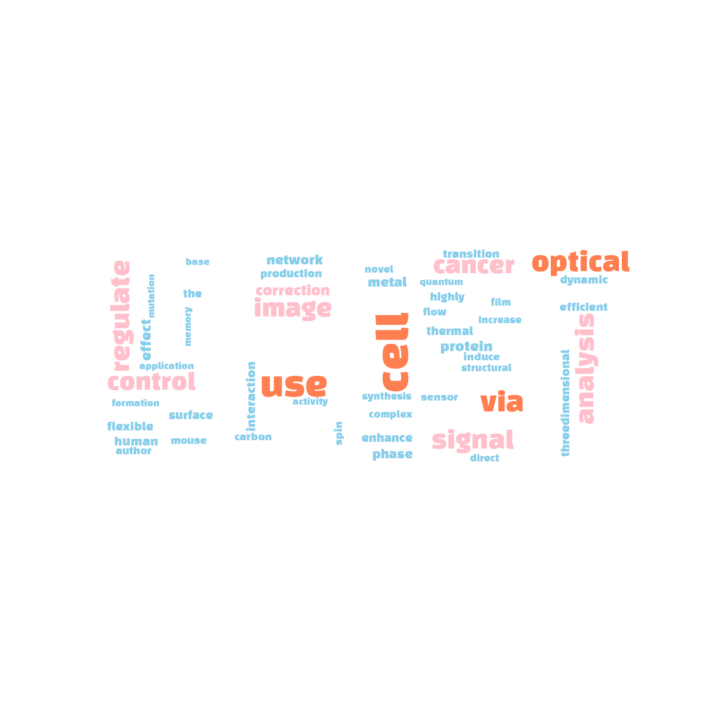 regulate
mutation
effect
base
the
memory
application
control
formation
surface
flexible
human
mouse
author
network
production
correction
image
interaction
use
activity
carbon
spin
novel
metal
cell
synthesis
complex
enhance
phase
transition
cancer
quantum
highly
film
flow
increase
thermal
protein
induce
structural
sensor
via
signal
direct
optical
dynamic
efficient
analysis
threedimensional